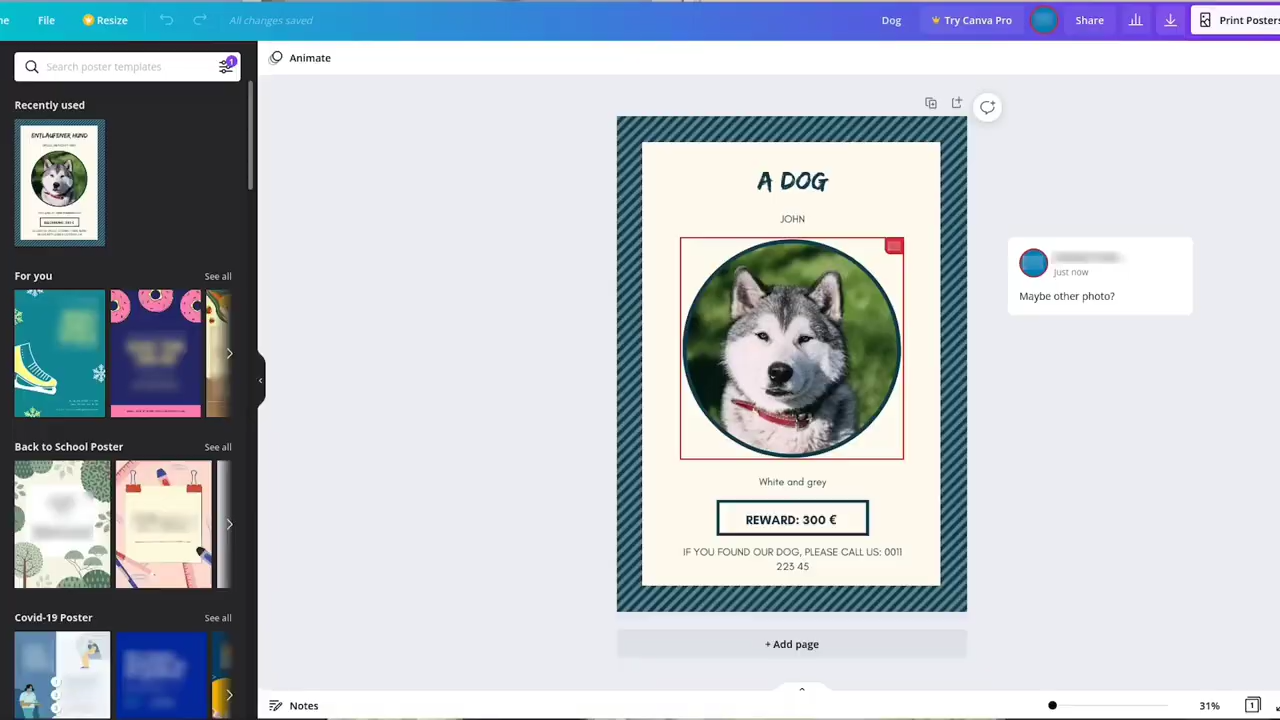 File
Resize
All changes saved
Dog
Try Canva Pro
Share
Print Posters
Search poster templates
1
Animate
Recently used
ENTLAUFENER HUND
For you
See all
Back to School Poster
See all
Covid-19 Poster
See all
A DOG
JOHN
White and grey
REWARD: 300 €
IF YOU FOUND OUR DOG, PLEASE CALL US: 0011
223 45
+ Add page
Just now
Maybe other photo?
Notes
31%
1